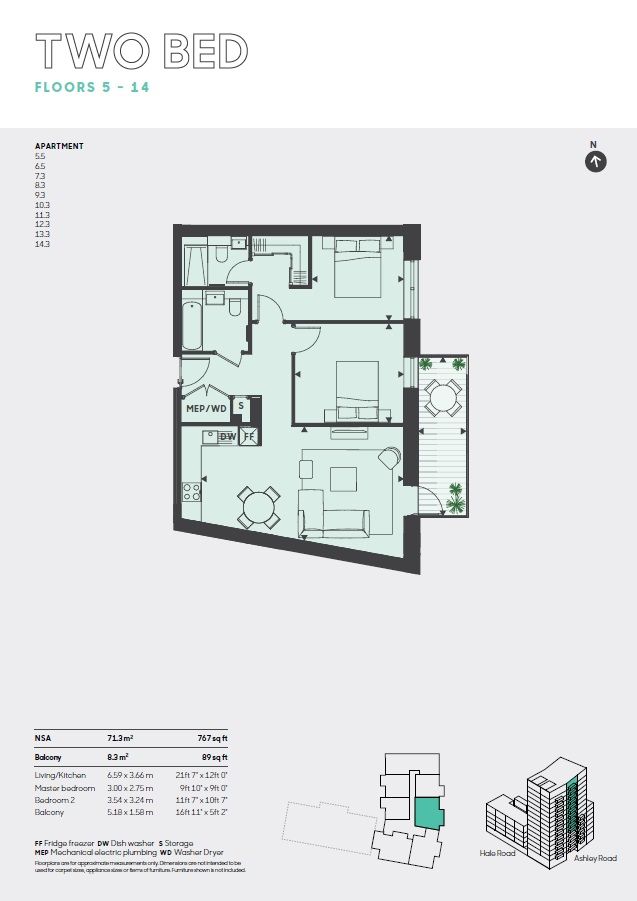 TWO BED
FLOORS 5 - 14
APARTMENT
5.5
6.5
7.3
8.3
9.3
10.3
11.3
12.3
13.3
14.3
N
MEP/WD
S
DW FF
NSA 71.3 m² 767 sq ft
Balcony 8.3 m² 89 sq ft
Living/Kitchen 6.59 x 3.66 m 21ft 7" x 12ft 0"
Master bedroom 3.00 x 2.75 m 9ft 10" x 9ft 0"
Bedroom 2 3.54 x 3.24 m 11ft 7" x 10ft 7"
Balcony 5.18 x 1.58 m 16ft 11" x 5ft 2"
FF Fridge freezer DW Dish washer S Storage
MEP Mechanical electric plumbing WD Washer Dryer
Floorplans are for approximate measurements only. Dimensions are not intended to be
used for carpet sizes, appliance sizes or items of furniture. Furniture shown is not included.
Hale Road
Ashley Road